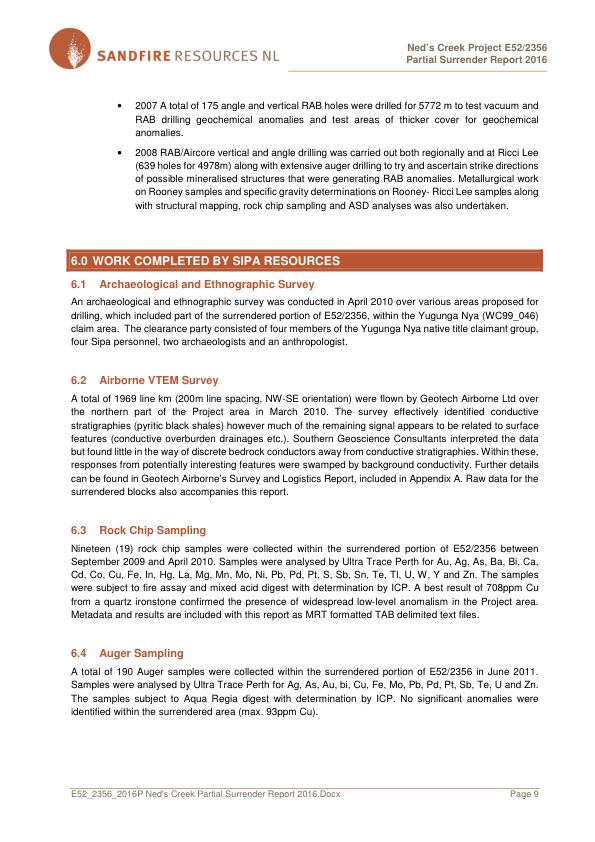 SANDFIRE RESOURCES NL
Ned's Creek Project E52/2356
Partial Surrender Report 2016
• 2007 A total of 175 angle and vertical RAB holes were drilled for 5772 m to test vacuum and
RAB drilling geochemical anomalies and test areas of thicker cover for geochemical
anomalies.
• 2008 RAB/Aircore vertical and angle drilling was carried out both regionally and at Ricci Lee
(639 holes for 4978m) along with extensive auger drilling to try and ascertain strike directions
of possible mineralised structures that were generating RAB anomalies. Metallurgical work
on Rooney samples and specific gravity determinations on Rooney- Ricci Lee samples along
with structural mapping, rock chip sampling and ASD analyses was also undertaken.
6.0 WORK COMPLETED BY SIPA RESOURCES
6.1 Archaeological and Ethnographic Survey
An archaeological and ethnographic survey was conducted in April 2010 over various areas proposed for
drilling, which included part of the surrendered portion of E52/2356, within the Yugunga Nya (WC99_046)
claim area. The clearance party consisted of four members of the Yugunga Nya native title claimant group,
four Sipa personnel, two archaeologists and an anthropologist.
6.2 Airborne VTEM Survey
A total of 1969 line km (200m line spacing, NW-SE orientation) were flown by Geotech Airborne Ltd over
the northern part of the Project area in March 2010. The survey effectively identified conductive
stratigraphies (pyritic black shales) however much of the remaining signal appears to be related to surface
features (conductive overburden drainages etc.). Southern Geoscience Consultants interpreted the data
but found little in the way of discrete bedrock conductors away from conductive stratigraphies. Within these,
responses from potentially interesting features were swamped by background conductivity. Further details
can be found in Geotech Airborne's Survey and Logistics Report, included in Appendix A. Raw data for the
surrendered blocks also accompanies this report.
6.3 Rock Chip Sampling
Nineteen (19) rock chip samples were collected within the surrendered portion of E52/2356 between
September 2009 and April 2010. Samples were analysed by Ultra Trace Perth for Au, Ag, As, Ba, Bi, Ca,
Cd, Co, Cu, Fe, In, Hg, La, Mg, Mn, Mo, Ni, Pb, Pd, Pt, S, Sb, Sn, Te, Tl, U, W, Y and Zn. The samples
were subject to fire assay and mixed acid digest with determination by ICP. A best result of 708ppm Cu
from a quartz ironstone confirmed the presence of widespread low-level anomalism in the Project area.
Metadata and results are included with this report as MRT formatted TAB delimited text files.
6.4 Auger Sampling
A total of 190 Auger samples were collected within the surrendered portion of E52/2356 in June 2011.
Samples were analysed by Ultra Trace Perth for Ag, As, Au, bi, Cu, Fe, Mo, Pb, Pd, Pt, Sb, Te, U and Zn.
The samples subject to Aqua Regia digest with determination by ICP. No significant anomalies were
identified within the surrendered area (max. 93ppm Cu).
E52_2356_2016P Ned's Creek Partial Surrender Report 2016.Docx
Page 9